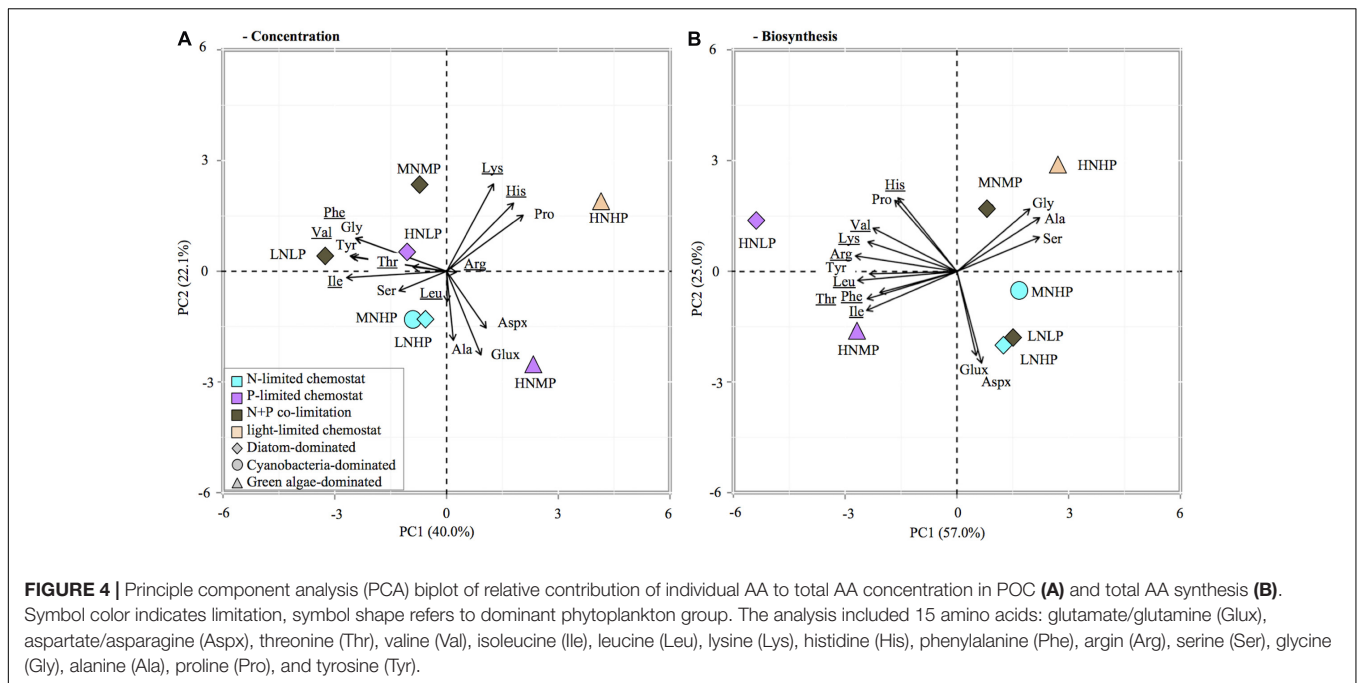 A
- Concentration
6
3
0
-3
-6
PC2 (22.1%)
MNMP
Lys
His
Pro
HNHP
Phe
Val
Gly
Tyr
HNLP
LNLP
Thr
Arg
Ile
Ser
Leu
MNHP
LNHP
Aspx
Ala
Glux
HNMP
N-limited chemostat
P-limited chemostat
N+P co-limitation
light-limited chemostat
Diatom-dominated
Cyanobacteria-dominated
Green algae-dominated
-6
-3
0
3
6
PC1 (40.0%)
B
- Biosynthesis
6
3
0
-3
-6
PC2 (25.0%)
HNHP
MNMP
His
Pro
Gly
Ala
Val
HNLP
Lys
Ser
Arg
Tyr
Leu
MNHP
Thr
Phe
Ile
HNMP
LNLP
LNHP
Glux
Aspx
-6
-3
0
3
6
PC1 (57.0%)
FIGURE 4 | Principle component analysis (PCA) biplot of relative contribution of individual AA to total AA concentration in POC (A) and total AA synthesis (B).
Symbol color indicates limitation, symbol shape refers to dominant phytoplankton group. The analysis included 15 amino acids: glutamate/glutamine (Glux),
aspartate/asparagine (Aspx), threonine (Thr), valine (Val), isoleucine (Ile), leucine (Leu), lysine (Lys), histidine (His), phenylalanine (Phe), argin (Arg), serine (Ser), glycine
(Gly), alanine (Ala), proline (Pro), and tyrosine (Tyr).